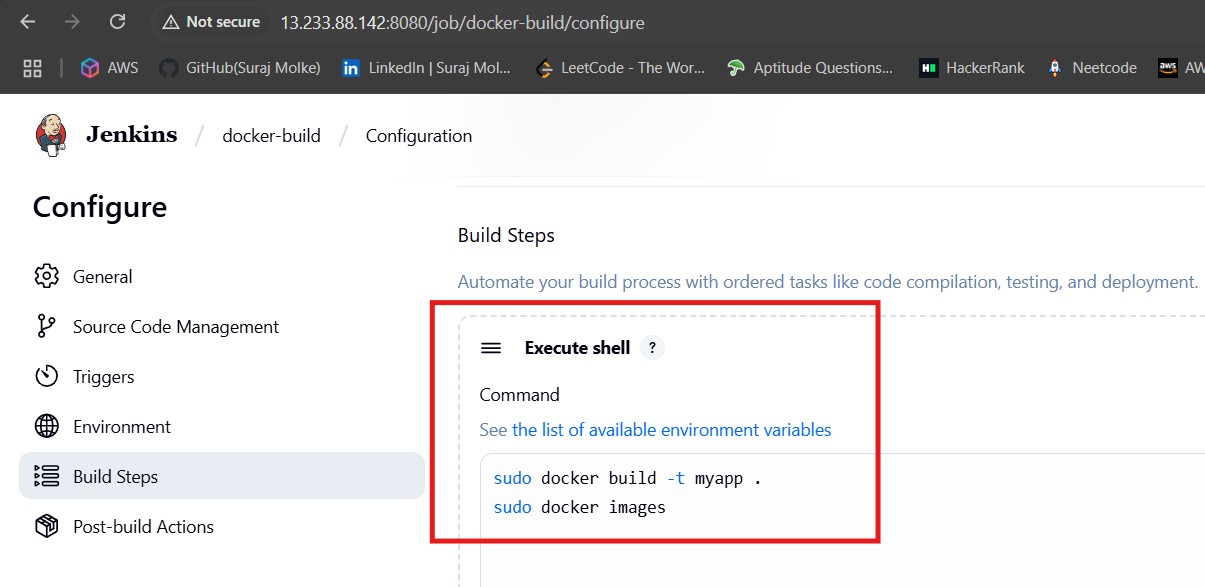 Not secure 13.233.88.142:8080/job/docker-build/configure
AWS GitHub(Suraj Molke) LinkedIn | Suraj Mol... LeetCode - The Wor... Aptitude Questions... HackerRank Neetcode AW
Jenkins / docker-build / Configuration
Configure
General
Source Code Management
Triggers
Environment
Build Steps
Post-build Actions
Build Steps
Automate your build process with ordered tasks like code compilation, testing, and deployment.
Execute shell ?
Command
See the list of available environment variables
sudo docker build -t myapp .
sudo docker images